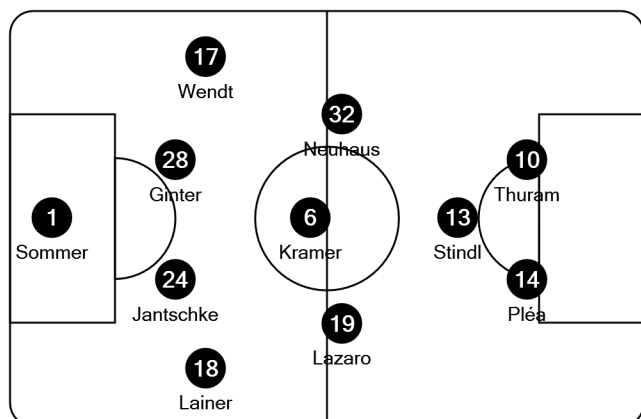 17
Wendt
32
Neuhaus
28
Ginter
10
Thuram
1
Sommer
6
Kramer
13
Stindl
24
Jantschke
14
Pléa
19
Lazaro
18
Lainer